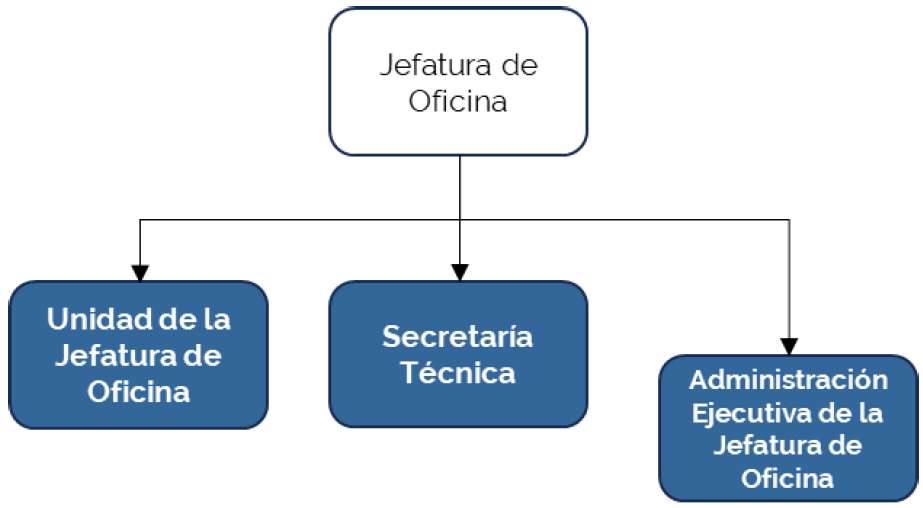 Jefatura de
Oficina
Unidad de la
Jefatura de
Oficina
Secretaría
Técnica
Administración
Ejecutiva de la
Jefatura de
Oficina